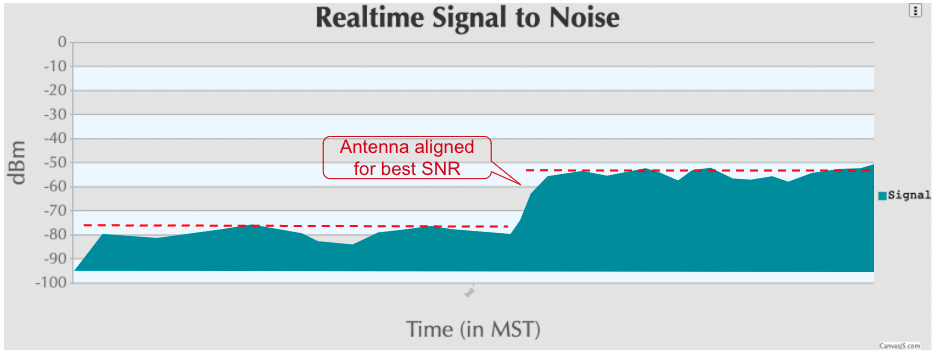 Realtime Signal to Noise
0
-10
-20
-30
-40
-50
-60
-70
-80
-90
-100
dBm
Antenna aligned
for best SNR
Signal
Init
Time (in MST)
CanvasJS.com